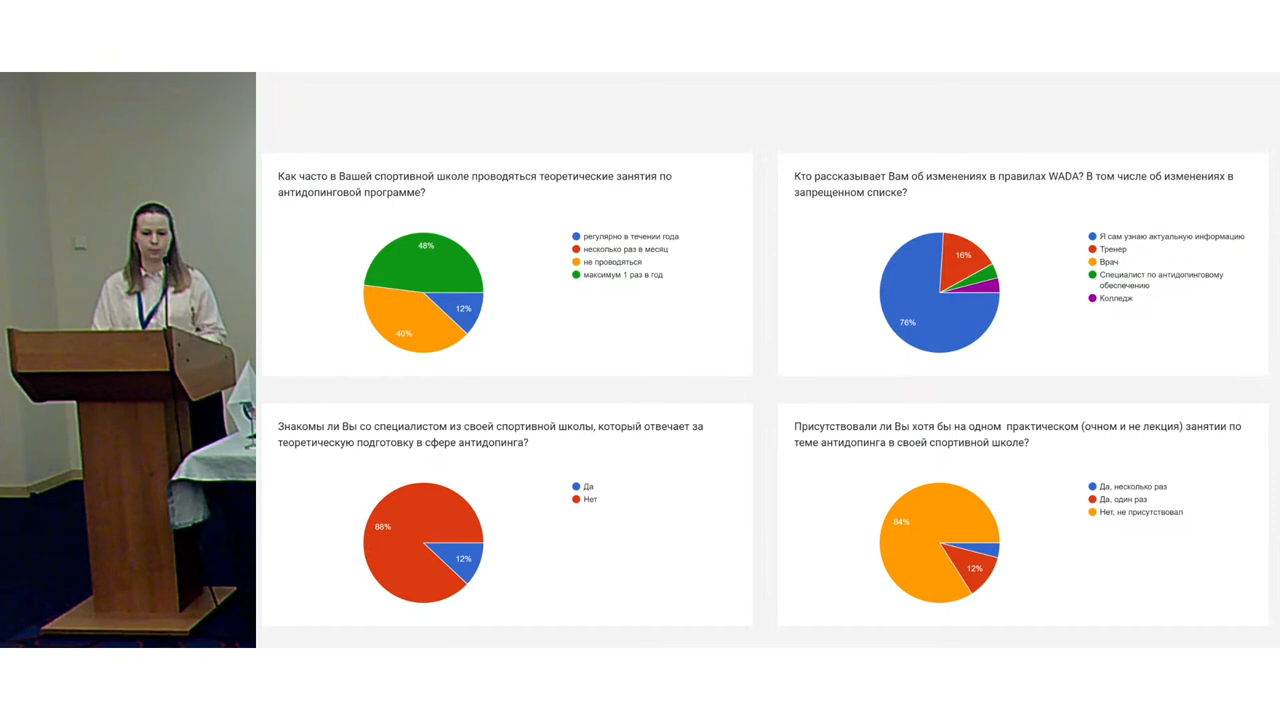 Как часто в Вашей спортивной школе проводяться теоретические занятия по
антидопинговой программе?
48%
12%
40%
регулярно в течении года
несколько раз в месяц
не проводяться
максимум 1 раз в год
Кто рассказывает Вам об изменениях в правилах WADA? В том числе об изменениях в
запрещенном списке?
16%
76%
Я сам узнаю актуальную информацию
Тренер
Врач
Специалист по антидопинговому
обеспечению
Колледж
Знакомы ли Вы со специалистом из своей спортивной школы, который отвечает за
теоретическую подготовку в сфере антидопинга?
88%
12%
Да
Нет
Присутствовали ли Вы хотя бы на одном практическом (очном и не лекция) занятии по
теме антидопинга в своей спортивной школе?
84%
12%
Да, несколько раз
Да, один раз
Нет, не присутствовал